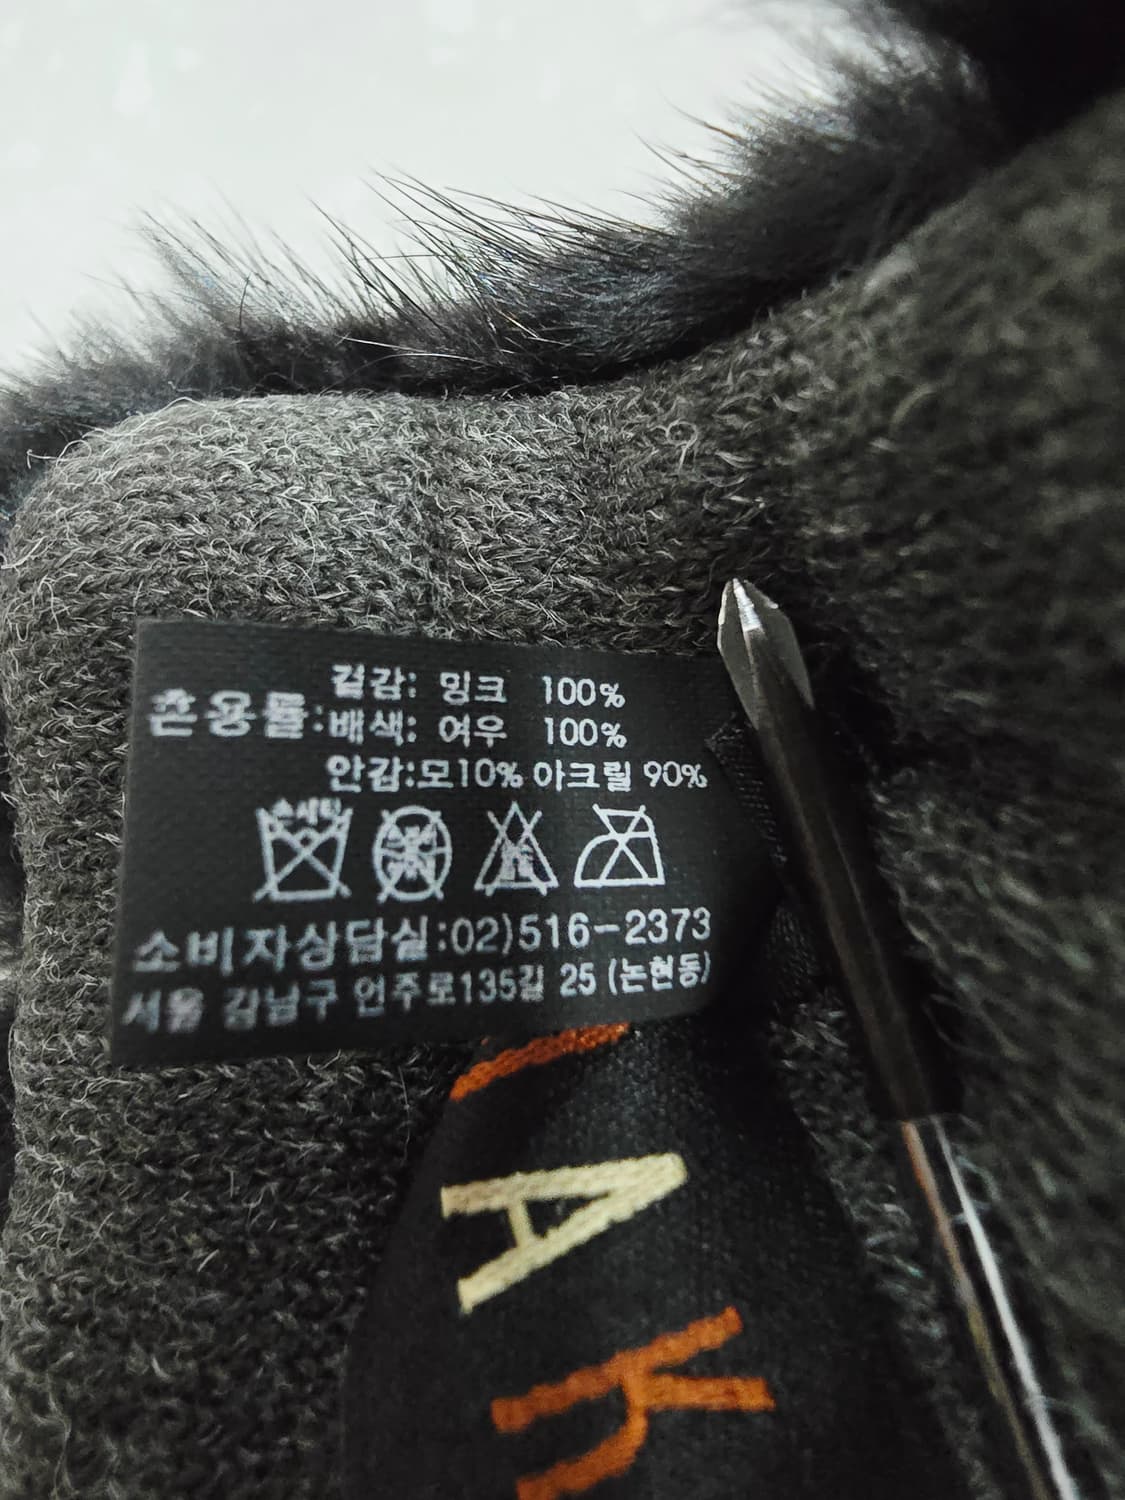 겉감: 밍크 100%
혼용률:배색: 여우 100%
안감:모10% 아크릴 90%
손세탁
소비자상담실:02)516-2373
서울 강남구 언주로135길 25 (논현동)
A
K